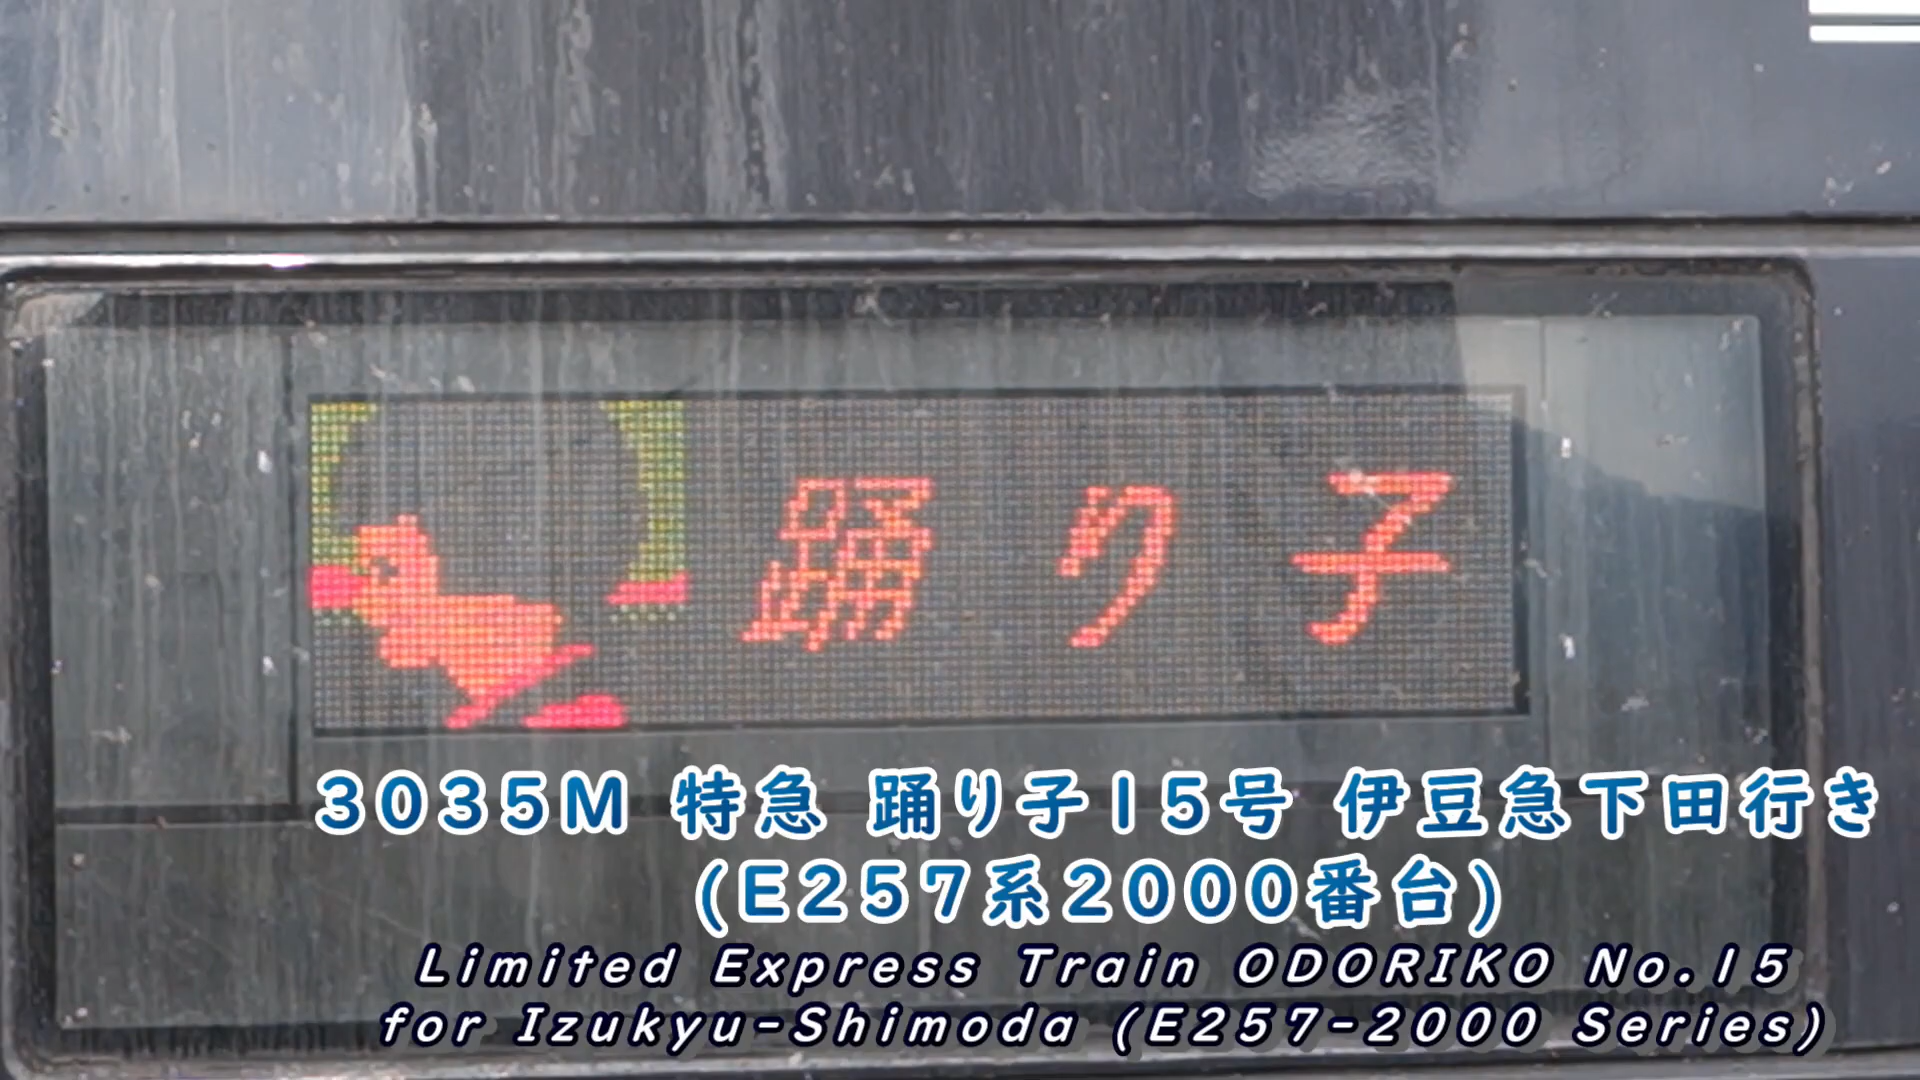 踊り子
3035M 特急 踊り子15号 伊豆急下田行き
(E257系2000番台)
Limited Express Train ODORIKO No.15
for Izukyu-Shimoda (E257-2000 Series)